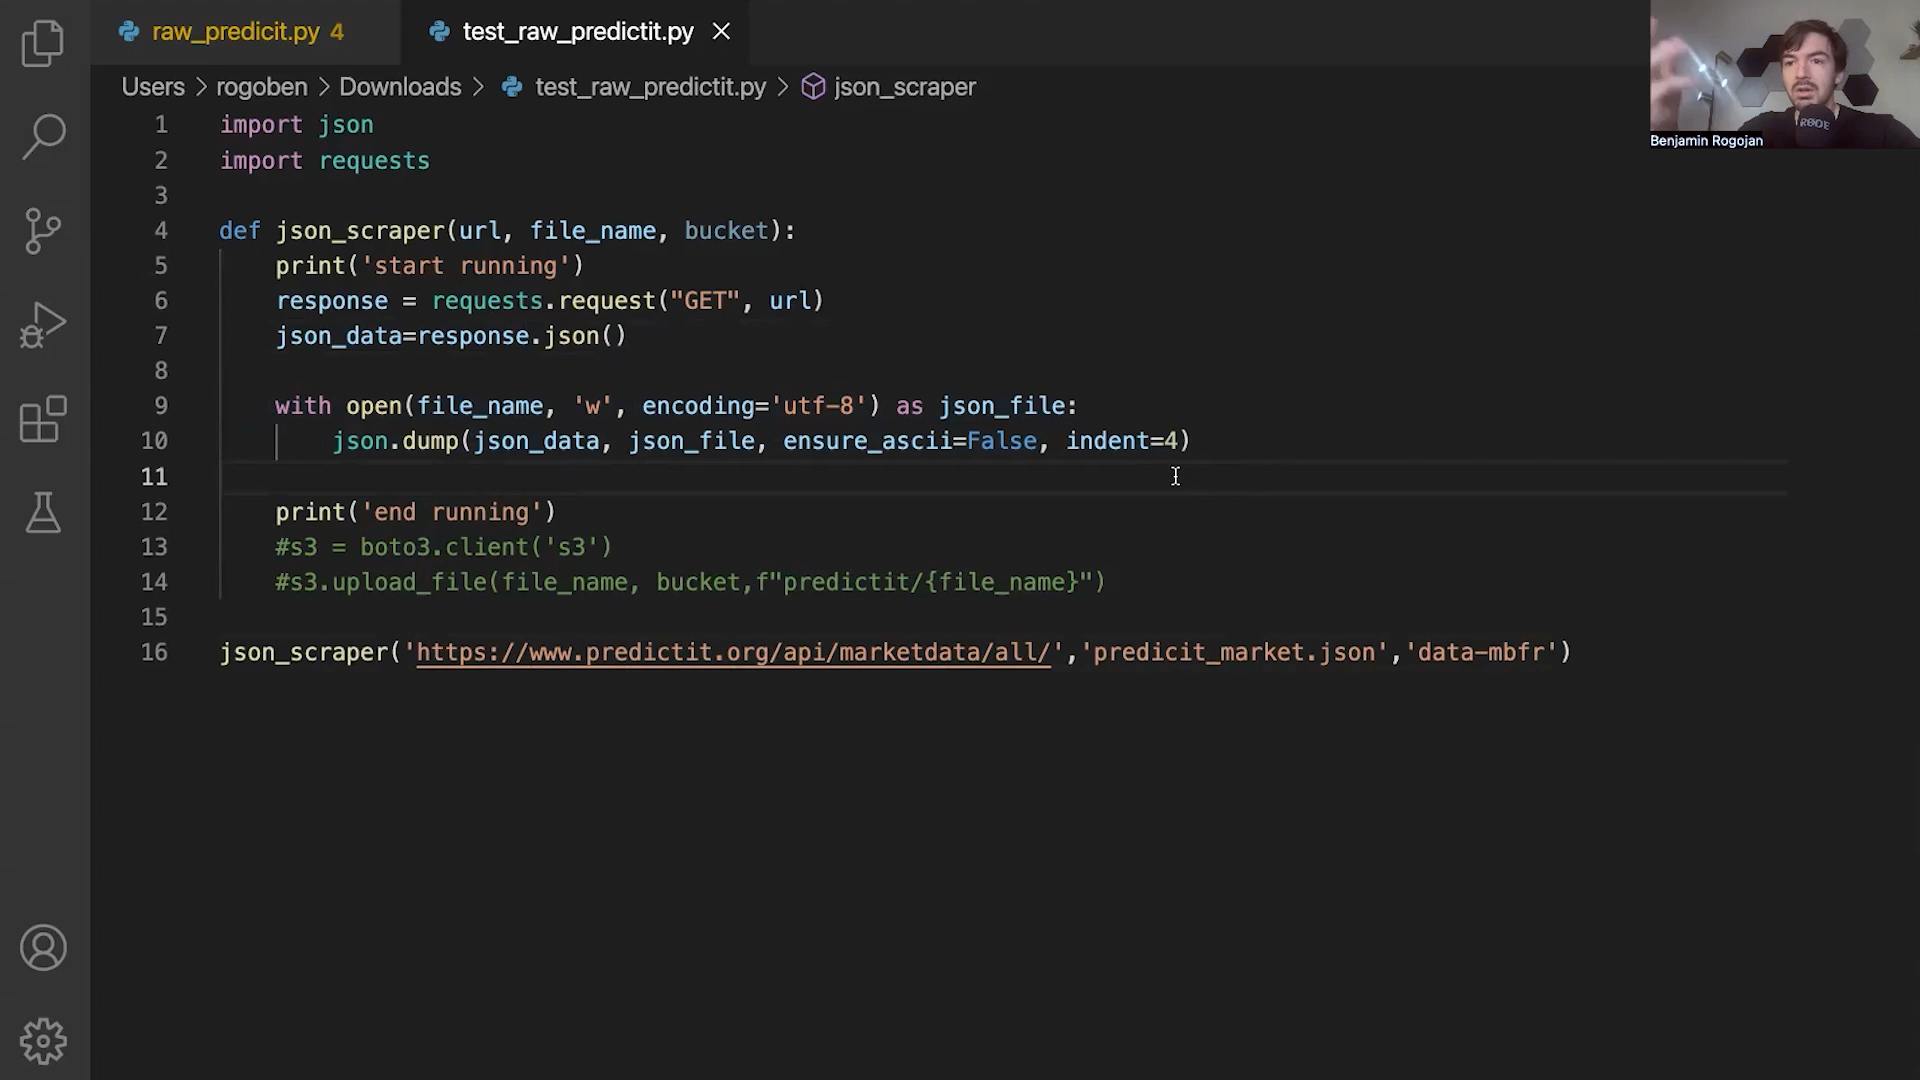 raw_predicit.py 4
test_raw_predictit.py
Users > rogoben > Downloads > test_raw_predictit.py > json_scraper
1 import json
2 import requests
3
4 def json_scraper(url, file_name, bucket):
5 print('start running')
6 response = requests.request("GET", url)
7 json_data=response.json()
8
9 with open(file_name, 'w', encoding='utf-8') as json_file:
10 json.dump(json_data, json_file, ensure_ascii=False, indent=4)
11
12 print('end running')
13 #s3 = boto3.client('s3')
14 #s3.upload_file(file_name, bucket,f"predictit/{file_name}")
15
16 json_scraper('https://www.predictit.org/api/marketdata/all/','predicit_market.json','data-mbfr')
RODE
Benjamin Rogojan